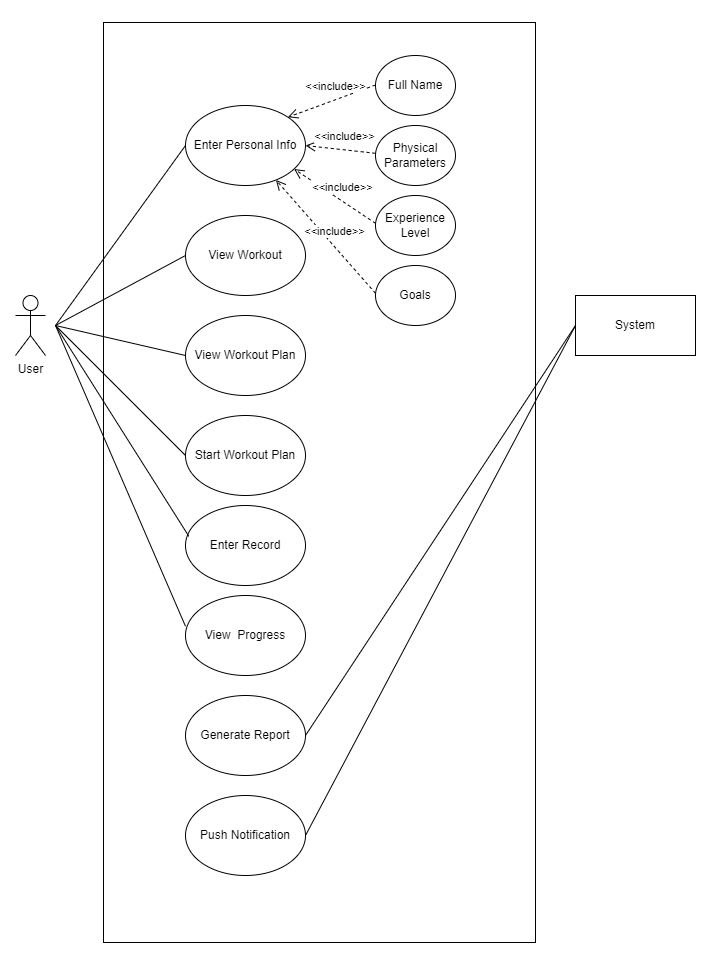 <<include>>
Full Name
Enter Personal Info
<<include>>
Physical
Parameters
<<include>>
Experience
Level
<<include>>
View Workout
Goals
User
System
View Workout Plan
Start Workout Plan
Enter Record
View  Progress
Generate Report
Push Notification